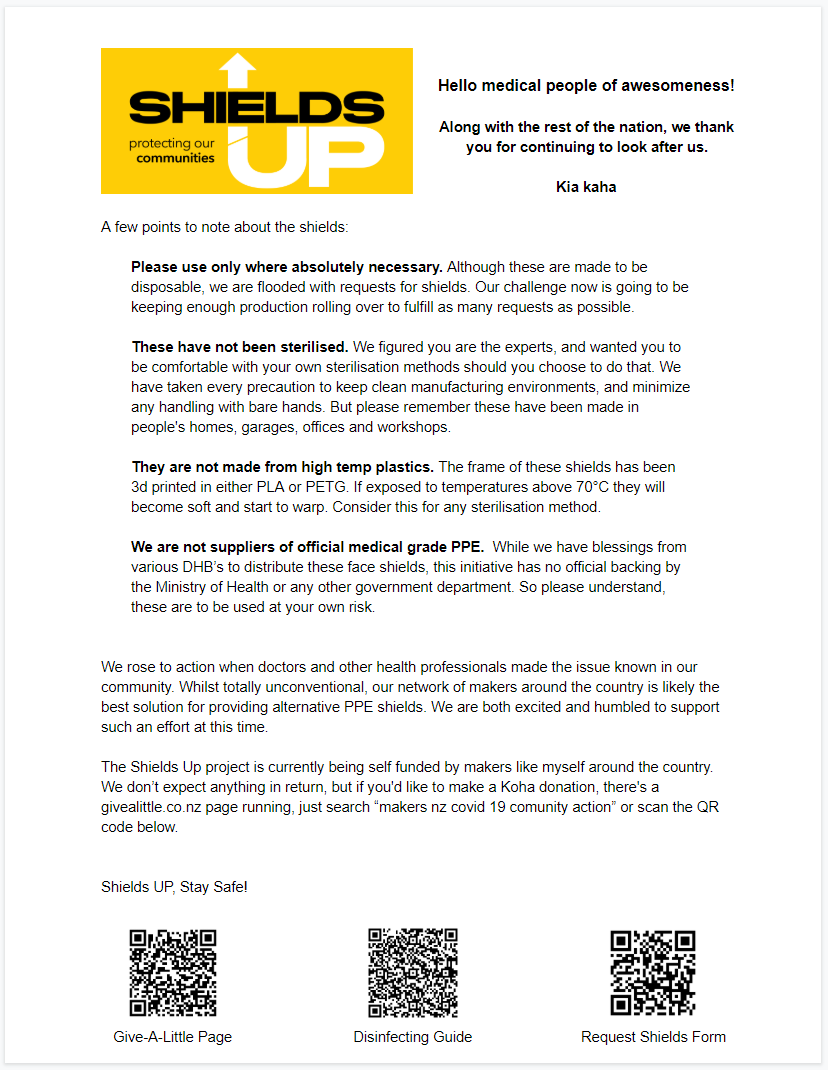 SHIELDS
UP
protecting our
communities
Hello medical people of awesomeness!
Along with the rest of the nation, we thank
you for continuing to look after us.
Kia kaha
A few points to note about the shields:
Please use only where absolutely necessary. Although these are made to be
disposable, we are flooded with requests for shields. Our challenge now is going to be
keeping enough production rolling over to fulfill as many requests as possible.
These have not been sterilised. We figured you are the experts, and wanted you to
be comfortable with your own sterilisation methods should you choose to do that. We
have taken every precaution to keep clean manufacturing environments, and minimize
any handling with bare hands. But please remember these have been made in
people's homes, garages, offices and workshops.
They are not made from high temp plastics. The frame of these shields has been
3d printed in either PLA or PETG. If exposed to temperatures above 70°C they will
become soft and start to warp. Consider this for any sterilisation method.
We are not suppliers of official medical grade PPE.  While we have blessings from
various DHB's to distribute these face shields, this initiative has no official backing by
the Ministry of Health or any other government department. So please understand,
these are to be used at your own risk.
We rose to action when doctors and other health professionals made the issue known in our
community. Whilst totally unconventional, our network of makers around the country is likely the
best solution for providing alternative PPE shields. We are both excited and humbled to support
such an effort at this time.
The Shields Up project is currently being self funded by makers like myself around the country.
We don't expect anything in return, but if you'd like to make a Koha donation, there's a
givealittle.co.nz page running, just search “makers nz covid 19 comunity action” or scan the QR
code below.
Shields UP, Stay Safe!
Give-A-Little Page
Disinfecting Guide
Request Shields Form